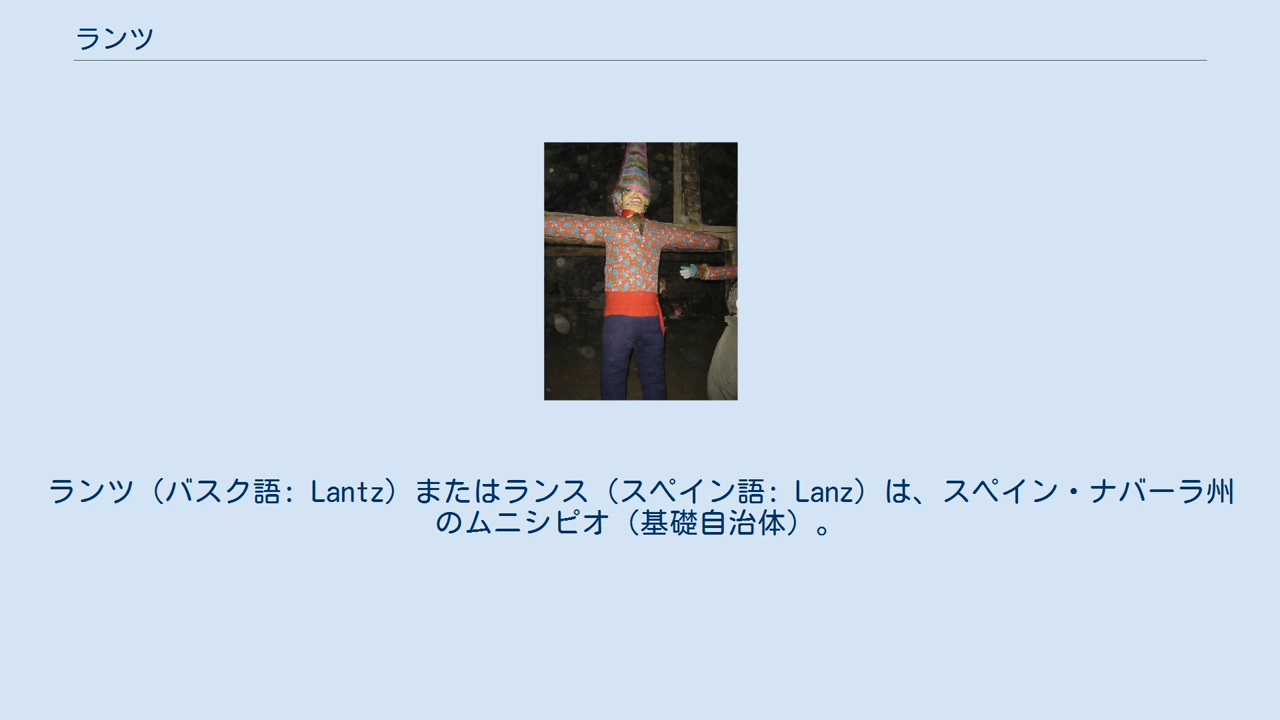 ランツ
ランツ（バスク語: Lantz）またはランス（スペイン語: Lanz）は、スペイン・ナバーラ州
のムニシピオ（基礎自治体）。